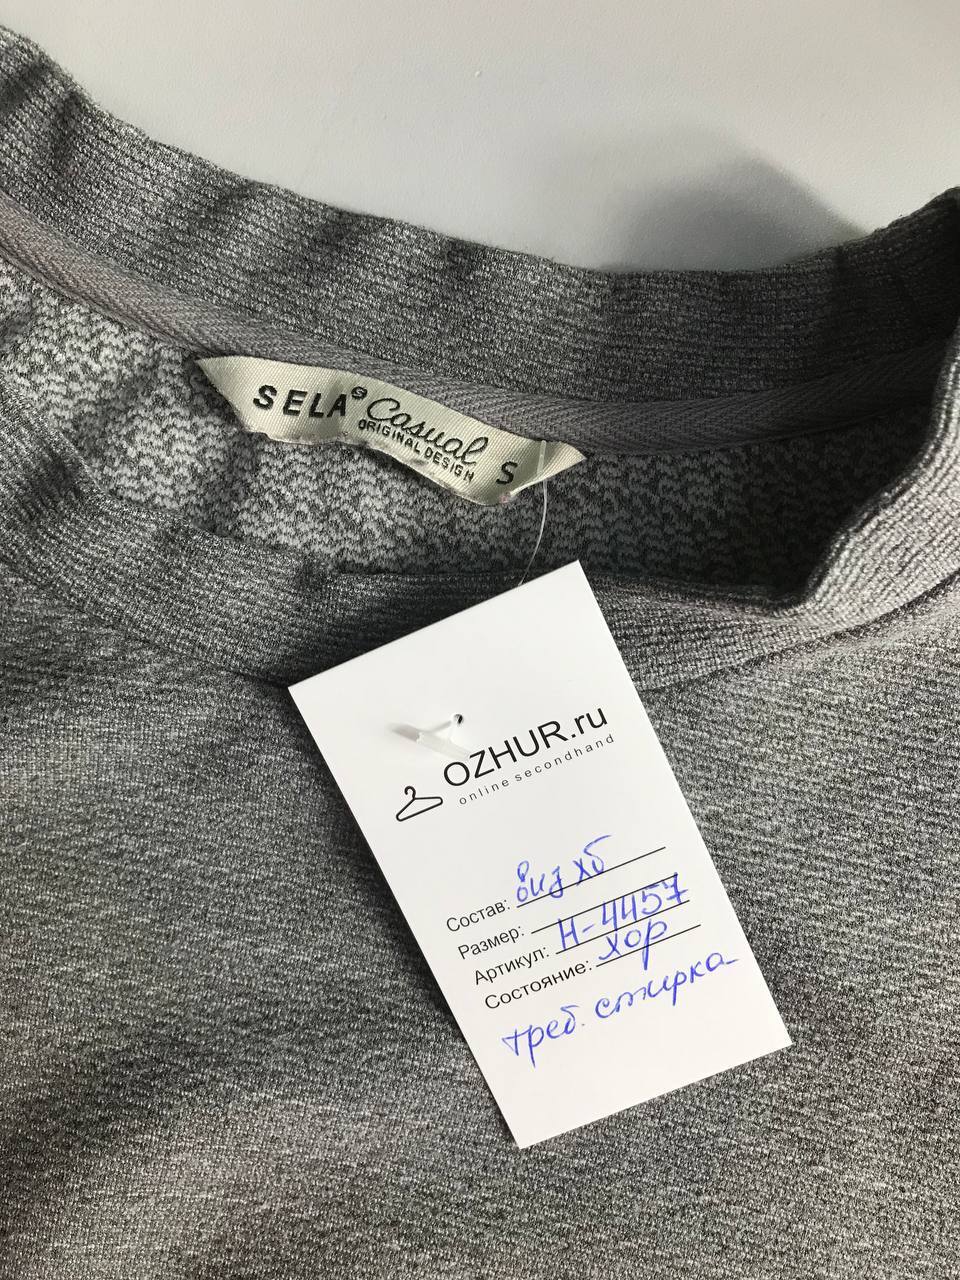 SELA Casual
ORIGINAL DESIGN
S
OZHUR.ru
online secondhand
Состав: виз хб
Размер:
Артикул: Н-4457
Состояние: хор
треб. стирка